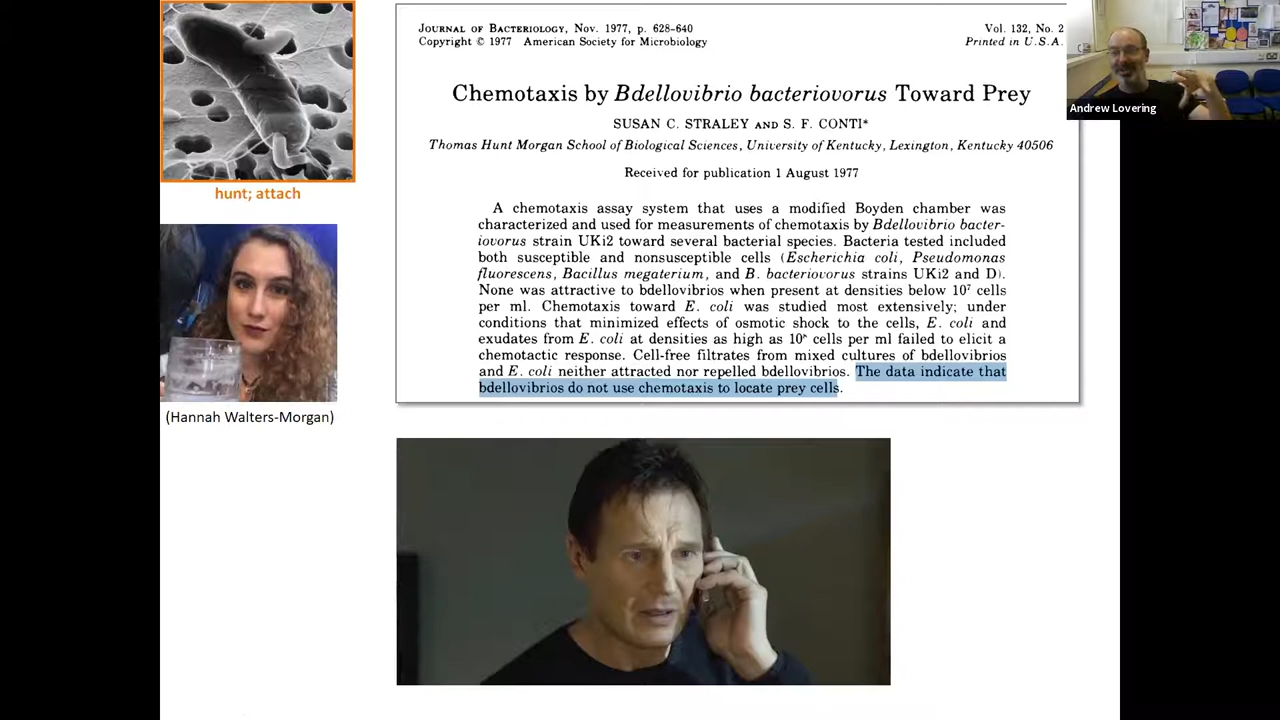 JOURNAL OF BACTERIOLOGY, Nov. 1977, p. 628-640
Copyright © 1977 American Society for Microbiology
Vol. 132, No. 2
Printed in U.S.A.
Chemotaxis by Bdellovibrio bacteriovorus Toward Prey
SUSAN C. STRALEY AND S. F. CONTI*
Thomas Hunt Morgan School of Biological Sciences, University of Kentucky, Lexington, Kentucky 40506
Received for publication 1 August 1977
A chemotaxis assay system that uses a modified Boyden chamber was
characterized and used for measurements of chemotaxis by Bdellovibrio bacter-
iovorus strain UKi2 toward several bacterial species. Bacteria tested included
both susceptible and nonsusceptible cells (Escherichia coli, Pseudomonas
fluorescens, Bacillus megaterium, and B. bacteriovorus strains UKi2 and D).
None was attractive to bdellovibrios when present at densities below 10⁷ cells
per ml. Chemotaxis toward E. coli was studied most extensively; under
conditions that minimized effects of osmotic shock to the cells, E. coli and
exudates from E. coli at densities as high as 10⁸ cells per ml failed to elicit a
chemotactic response. Cell-free filtrates from mixed cultures of bdellovibrios
and E. coli neither attracted nor repelled bdellovibrios. The data indicate that
bdellovibrios do not use chemotaxis to locate prey cells.
Andrew Lovering
hunt; attach
(Hannah Walters-Morgan)